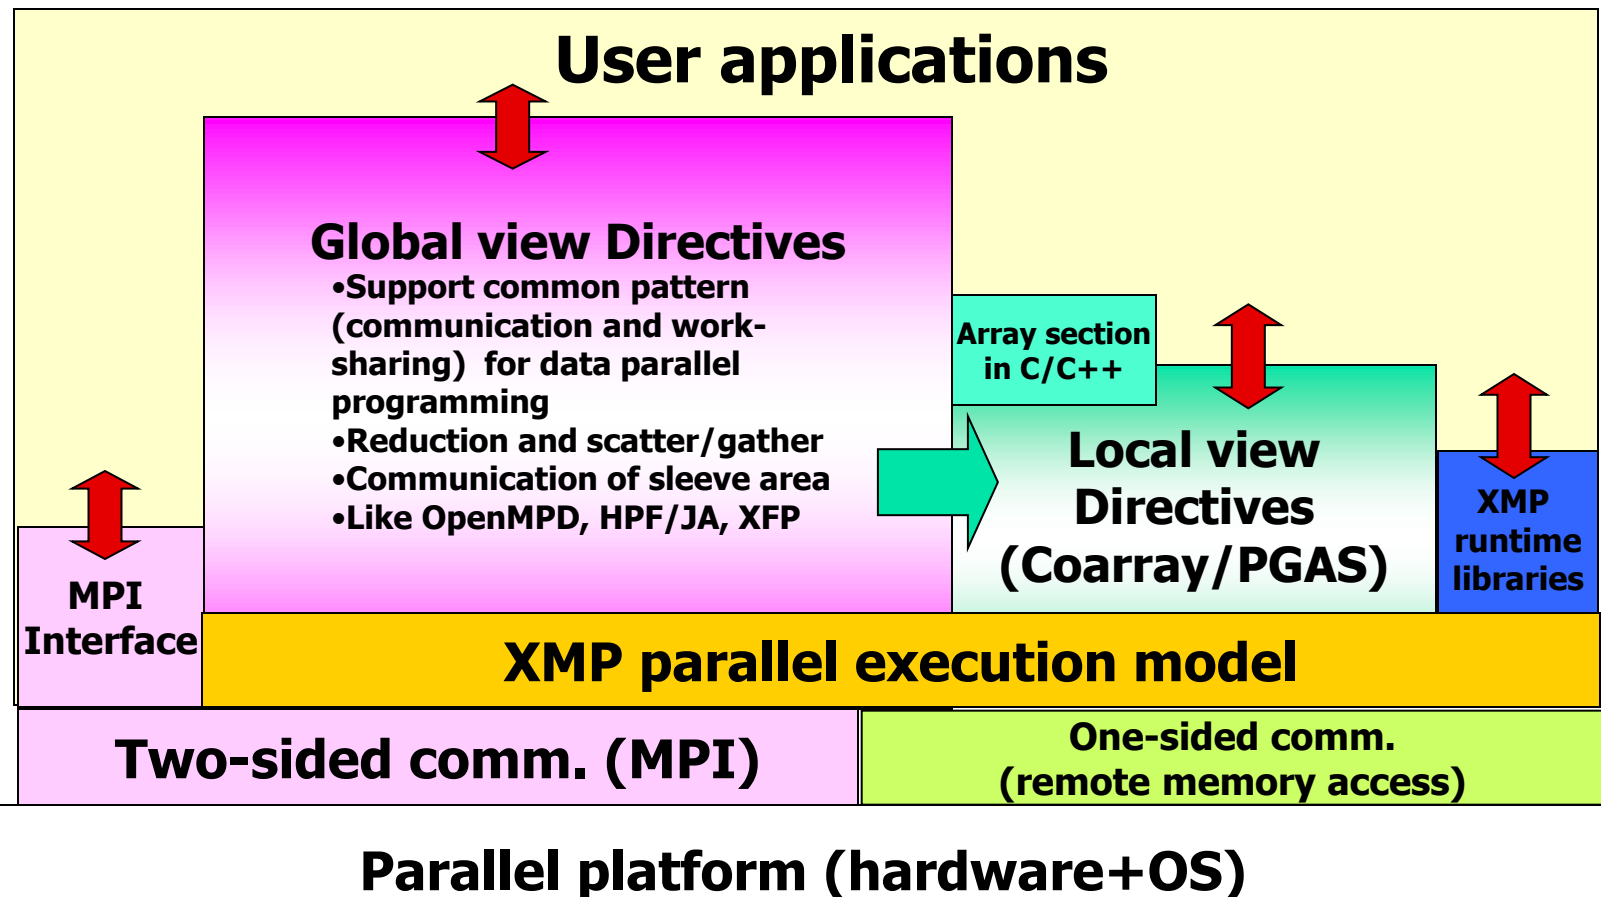 User applications
Global view Directives
•Support common pattern
(communication and work-
sharing)  for data parallel
programming
•Reduction and scatter/gather
•Communication of sleeve area
•Like OpenMPD, HPF/JA, XFP
Array section
in C/C++
Local view
Directives
(Coarray/PGAS)
XMP
runtime
libraries
MPI
Interface
XMP parallel execution model
Two-sided comm. (MPI)
One-sided comm.
(remote memory access)
Parallel platform (hardware+OS)